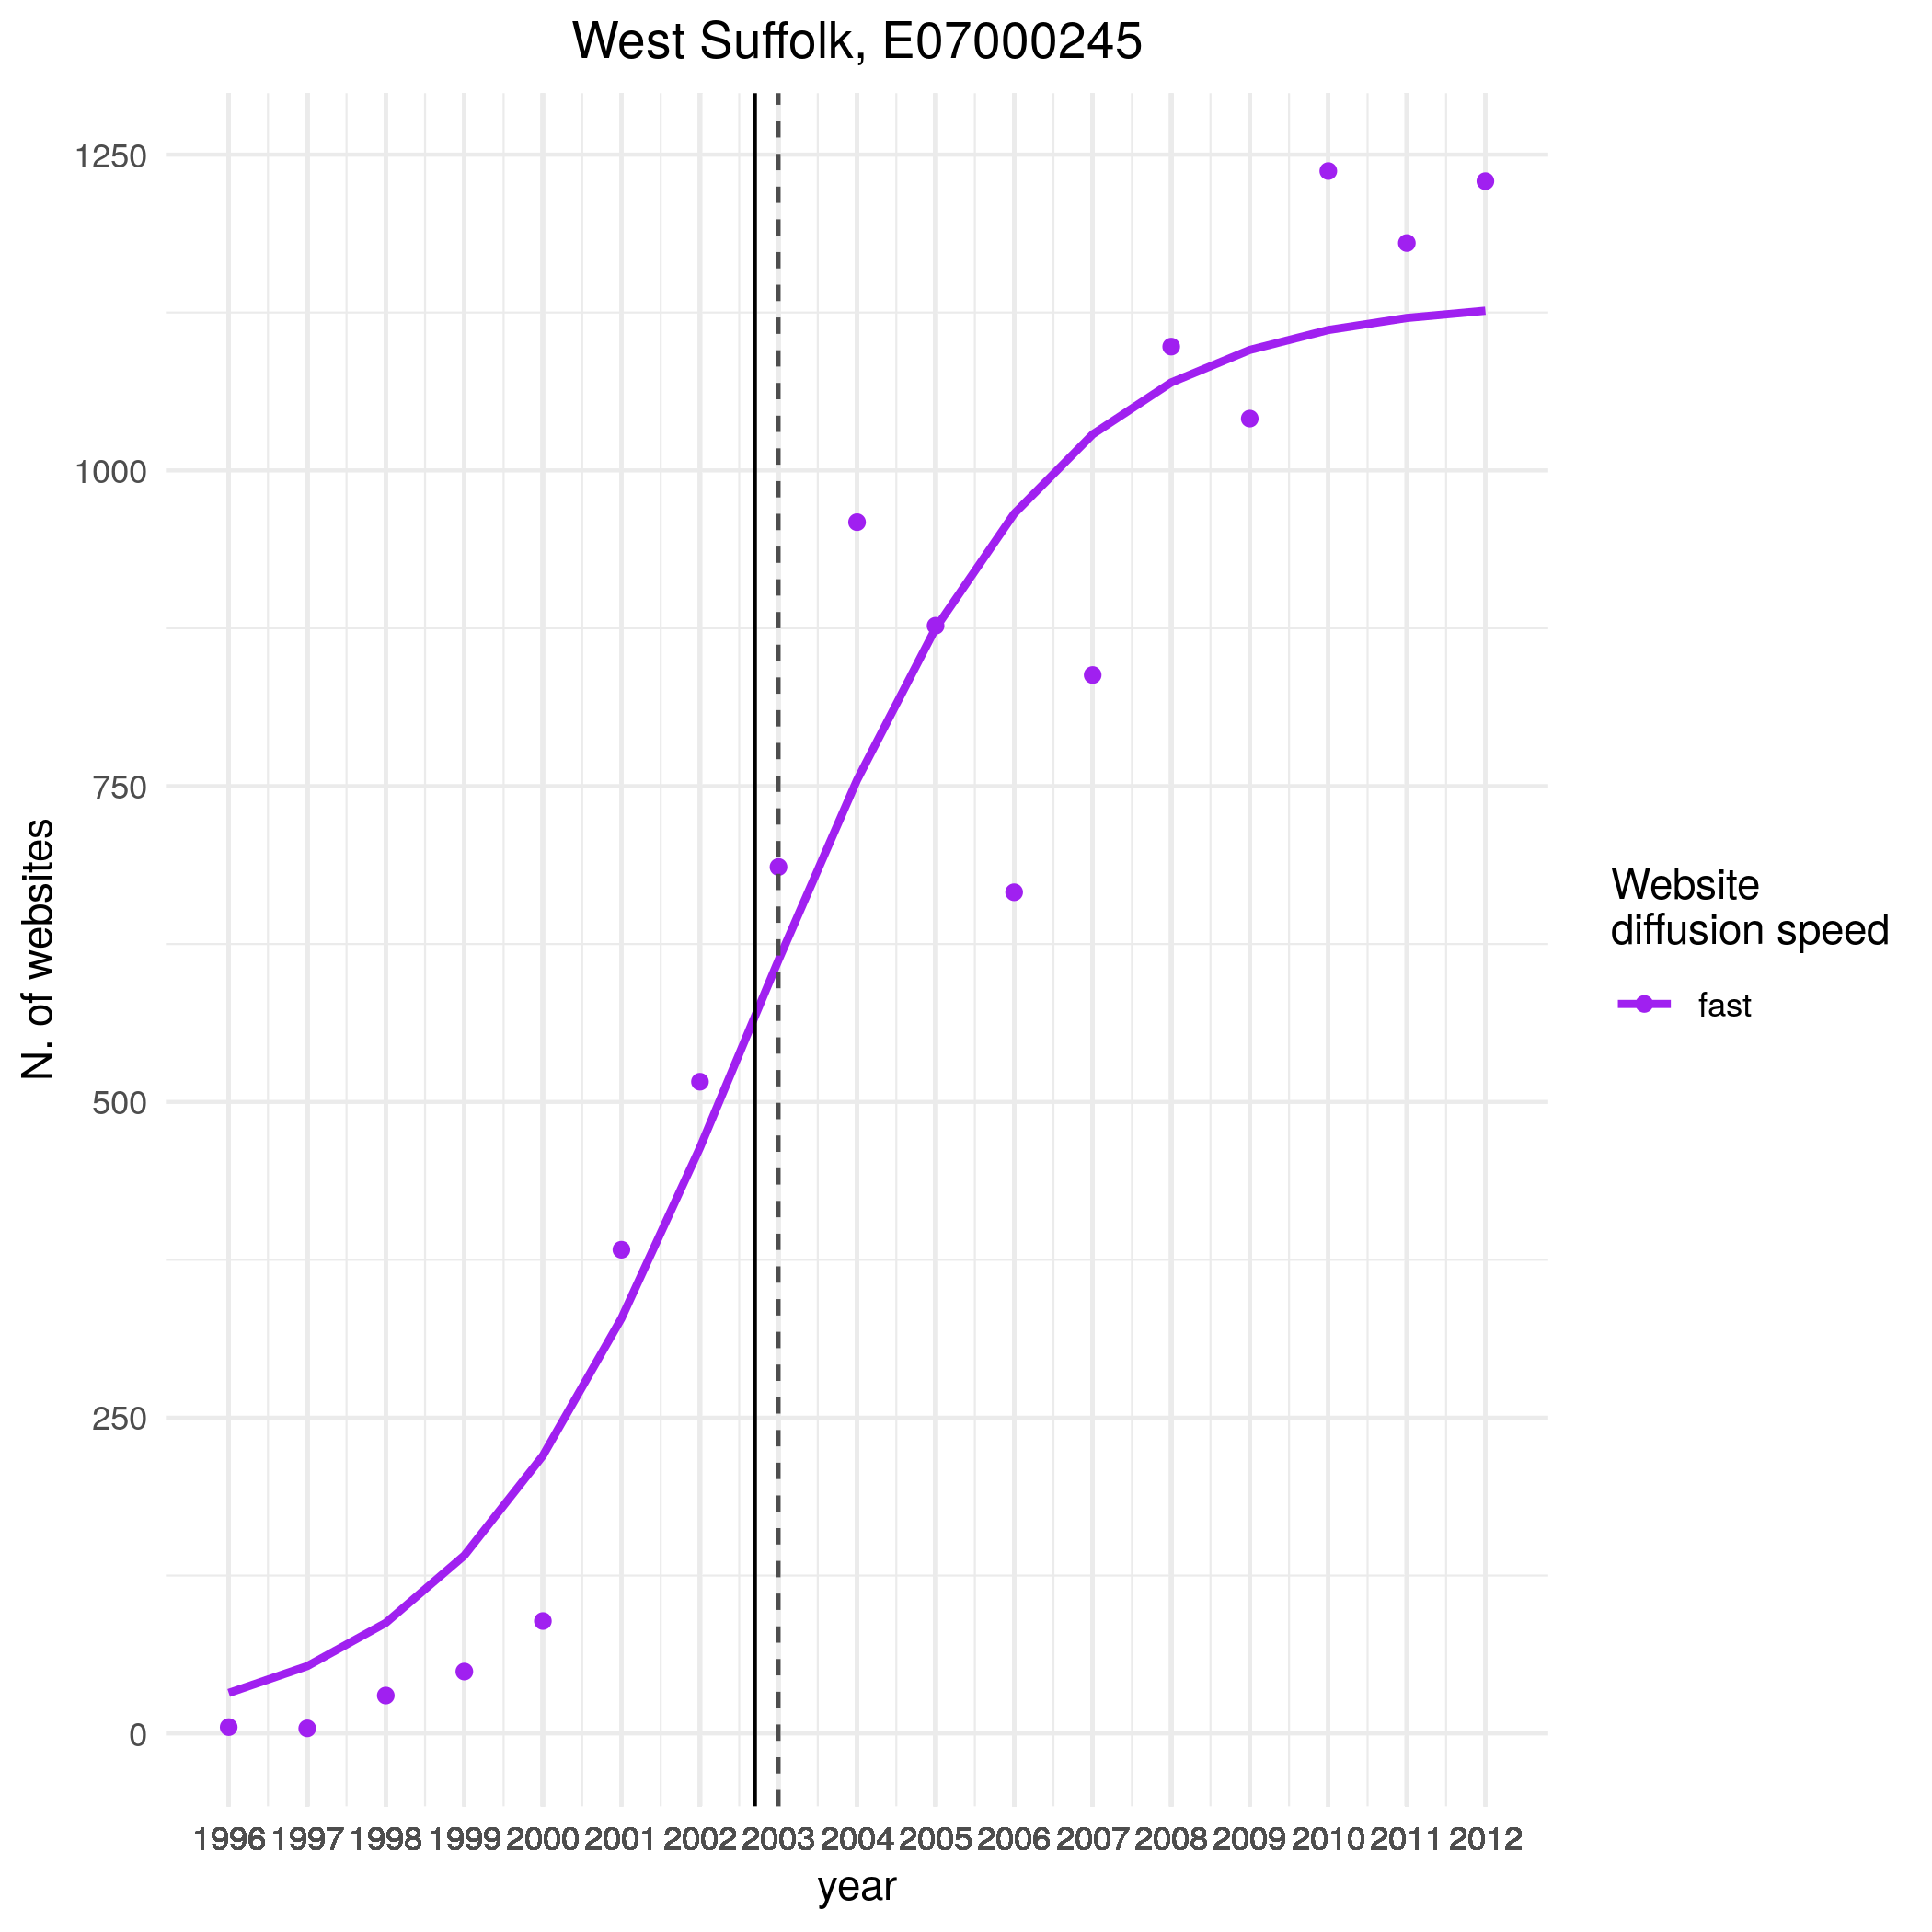 West Suffolk, E07000245
1250
1000
750
500
250
0
N. of websites
1996 1997 1998 1999 2000 2001 2002 2003 2004 2005 2006 2007 2008 2009 2010 2011 2012
year
Website
diffusion speed
fast